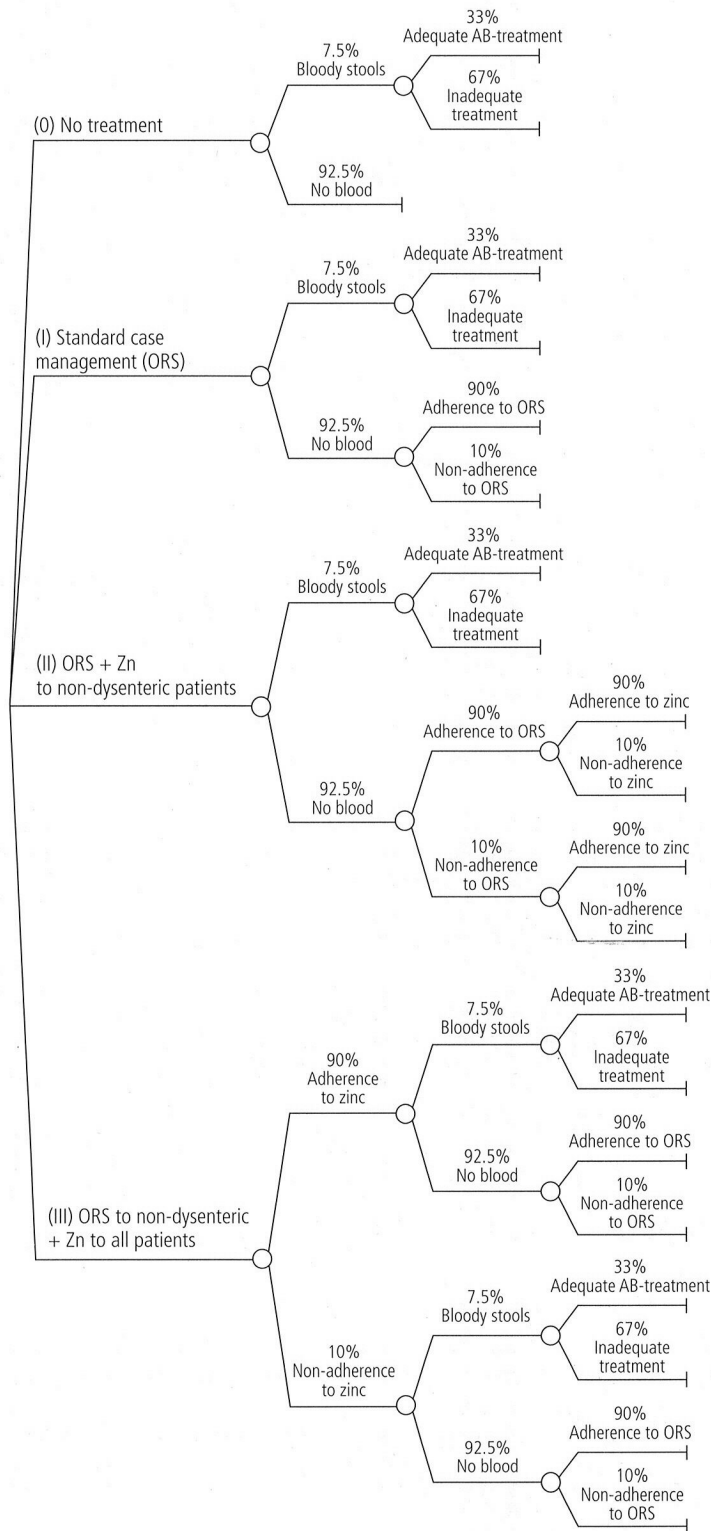 33%
Adequate AB-treatment
7.5%
Bloody stools
67%
Inadequate
treatment
(0) No treatment
92.5%
No blood
33%
Adequate AB-treatment
7.5%
Bloody stools
67%
Inadequate
treatment
(I) Standard case
management (ORS)
90%
Adherence to ORS
92.5%
No blood
10%
Non-adherence
to ORS
33%
Adequate AB-treatment
7.5%
Bloody stools
67%
Inadequate
treatment
(II) ORS + Zn
to non-dysenteric patients
90%
Adherence to zinc
90%
Adherence to ORS
10%
Non-adherence
to zinc
92.5%
No blood
90%
Adherence to zinc
10%
Non-adherence
to ORS
10%
Non-adherence
to zinc
33%
Adequate AB-treatment
7.5%
Bloody stools
67%
Inadequate
treatment
90%
Adherence
to zinc
90%
Adherence to ORS
92.5%
No blood
10%
Non-adherence
to ORS
(III) ORS to non-dysenteric
+ Zn to all patients
33%
Adequate AB-treatment
7.5%
Bloody stools
67%
Inadequate
treatment
10%
Non-adherence
to zinc
90%
Adherence to ORS
92.5%
No blood
10%
Non-adherence
to ORS